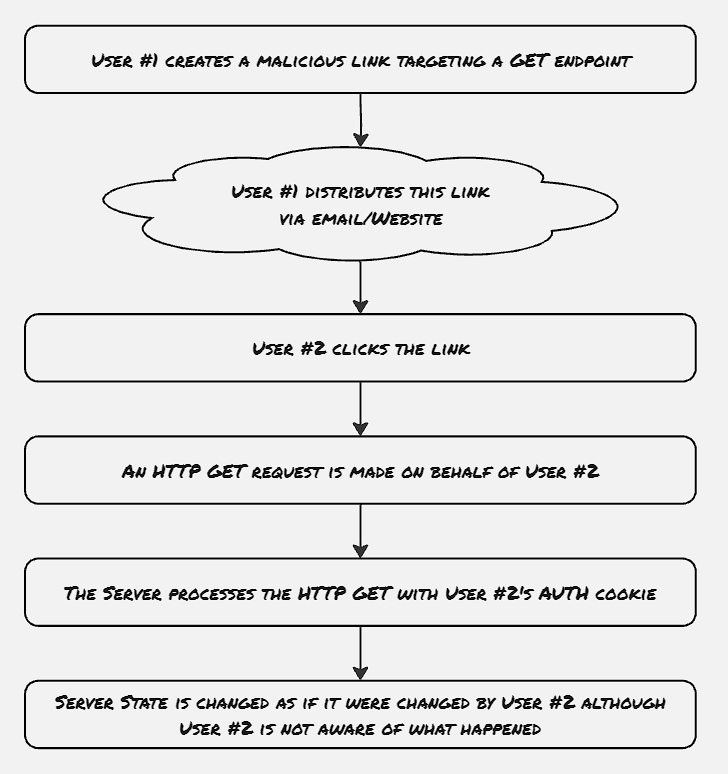 User #1 creates a malicious link targeting a GET endpoint
User #1 distributes this link
via email/Website
User #2 clicks the link
An HTTP GET request is made on behalf of User #2
The Server processes the HTTP GET with User #2's AUTH cookie
Server State is changed as if it were changed by User #2 although
User #2 is not aware of what happened